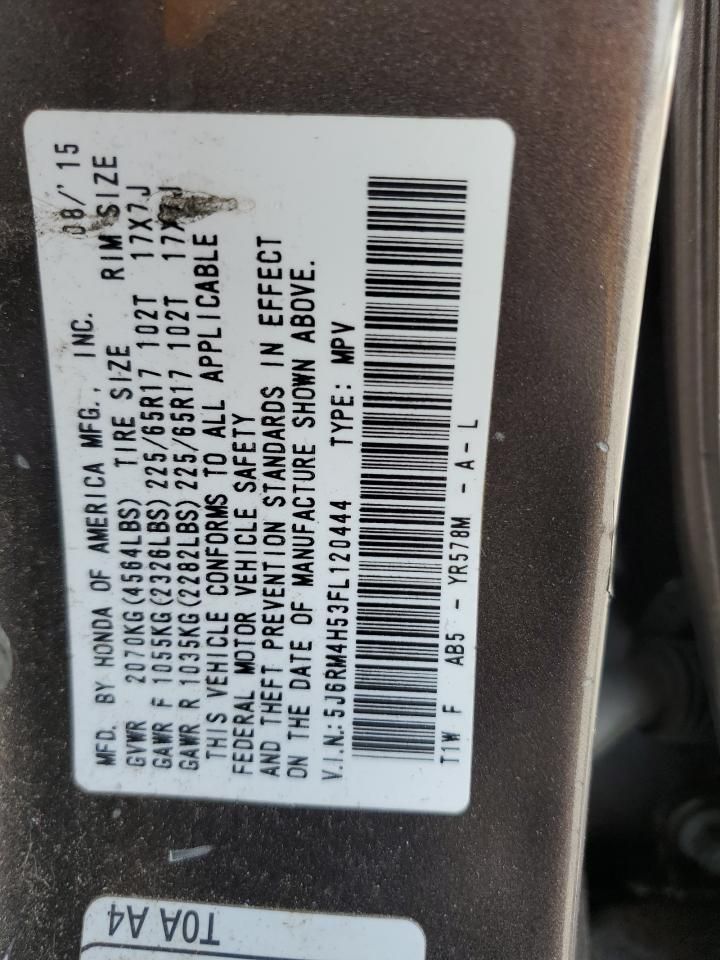 MFD. BY HONDA OF AMERICA MFG., INC. 08/'15
GVWR 2070KG(4564LBS) TIRE SIZE RIM SIZE
GAWR F 1055KG(2326LBS) 225/65R17 102T 17X7J
GAWR R 1035KG(2282LBS) 225/65R17 102T 17X7J
THIS VEHICLE CONFORMS TO ALL APPLICABLE
FEDERAL MOTOR VEHICLE SAFETY
AND THEFT PREVENTION STANDARDS IN EFFECT
ON THE DATE OF MANUFACTURE SHOWN ABOVE.
V.I.N.: 5J6RM4H53FL120444 TYPE: MPV
T1W F AB5 - YR578M - A - L
T0A A4